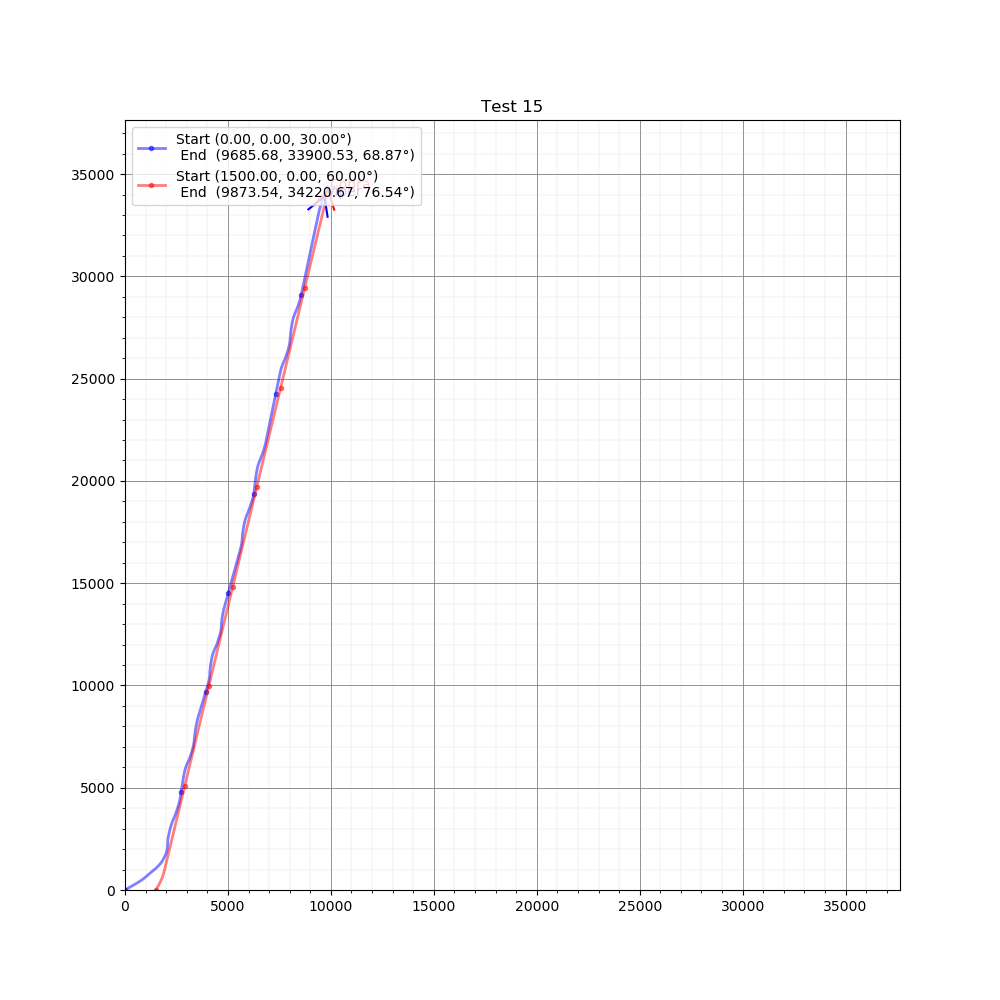 Test 15
Start (0.00, 0.00, 30.00°)
End (9685.68, 33900.53, 68.87°)
Start (1500.00, 0.00, 60.00°)
End (9873.54, 34220.67, 76.54°)
35000
30000
25000
20000
15000
10000
5000
0
0 5000 10000 15000 20000 25000 30000 35000